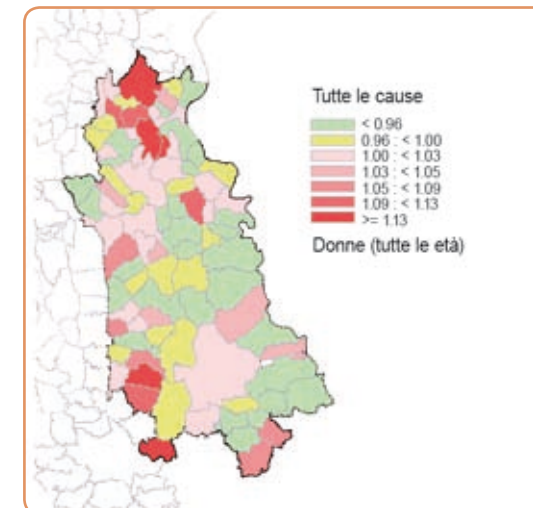 Tutte le cause
< 0.96
0.96 : < 1.00
1.00 : < 1.03
1.03 : < 1.05
1.05 : < 1.09
1.09 : < 1.13
>= 1.13
Donne (tutte le età)